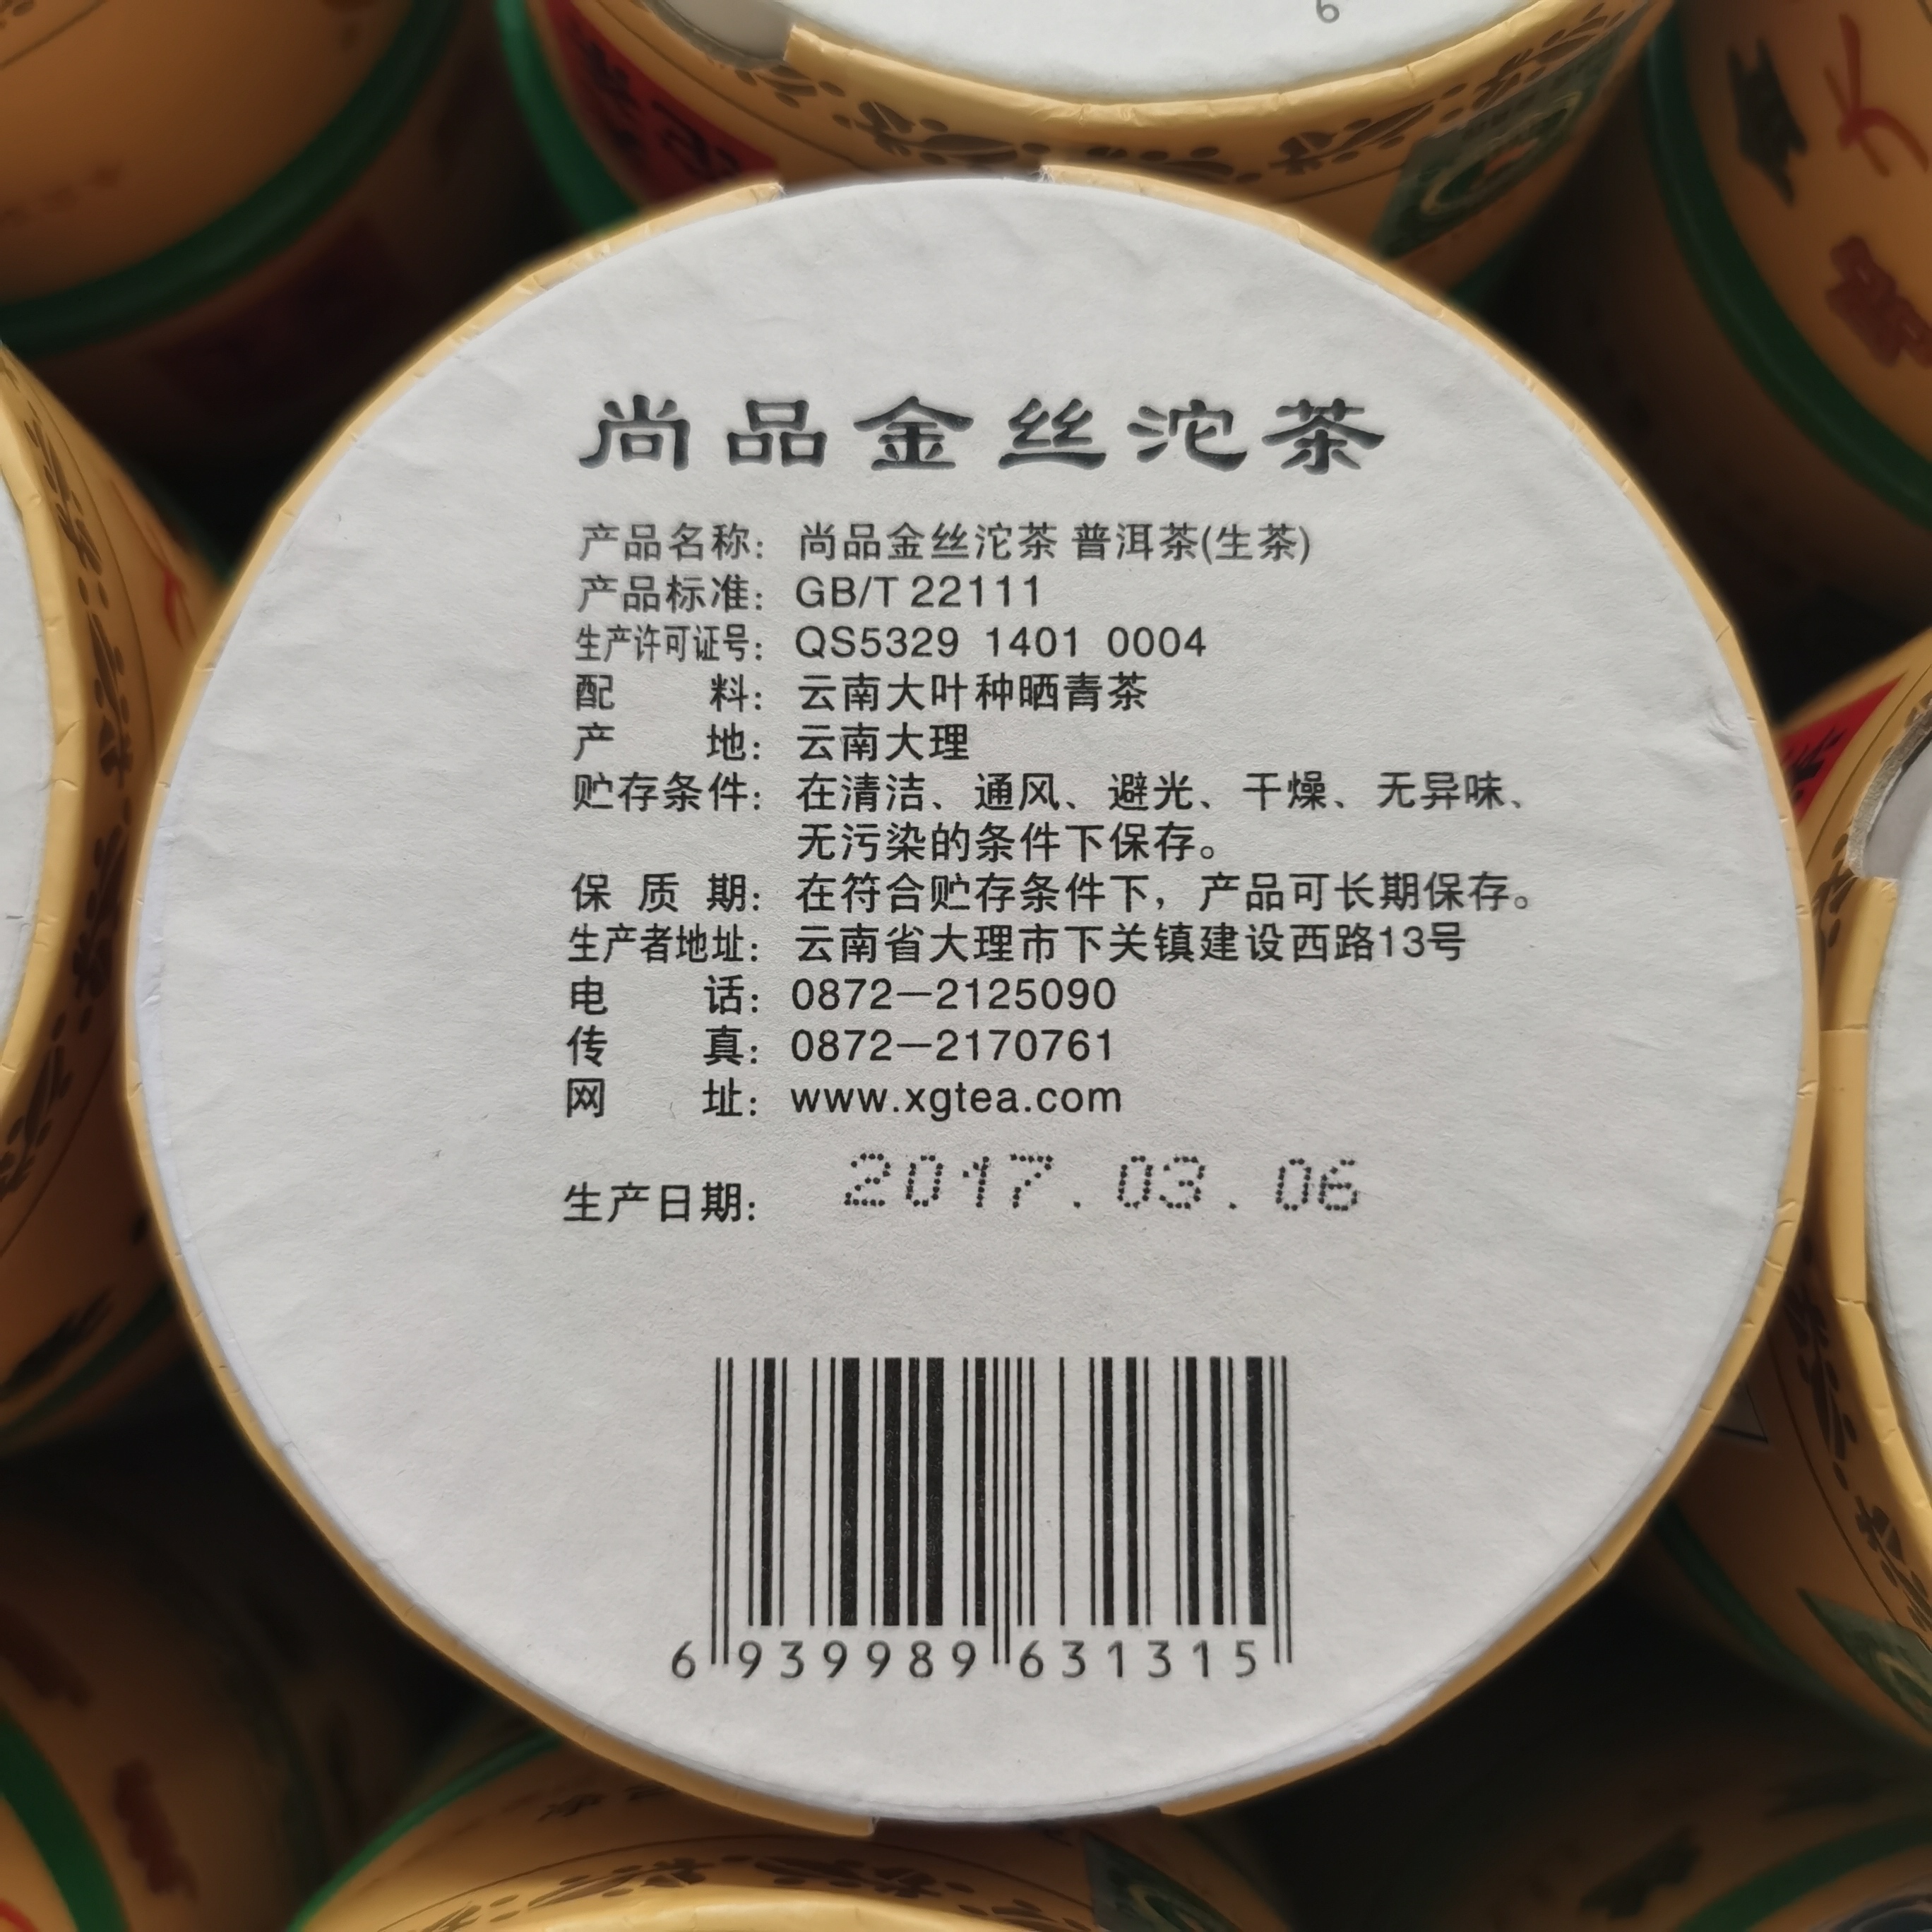 尚品金丝沱茶
产品名称：尚品金丝沱茶 普洱茶(生茶)
产品标准：GB/T 22111
生产许可证号：QS5329 1401 0004
配料：云南大叶种晒青茶
产地：云南大理
贮存条件：在清洁、通风、避光、干燥、无异味、
无污染的条件下保存。
保质期：在符合贮存条件下，产品可长期保存。
生产者地址：云南省大理市下关镇建设西路13号
电话：0872—2125090
传真：0872—2170761
网址：www.xgtea.com
生产日期：2017.03.06
6 939989 631315